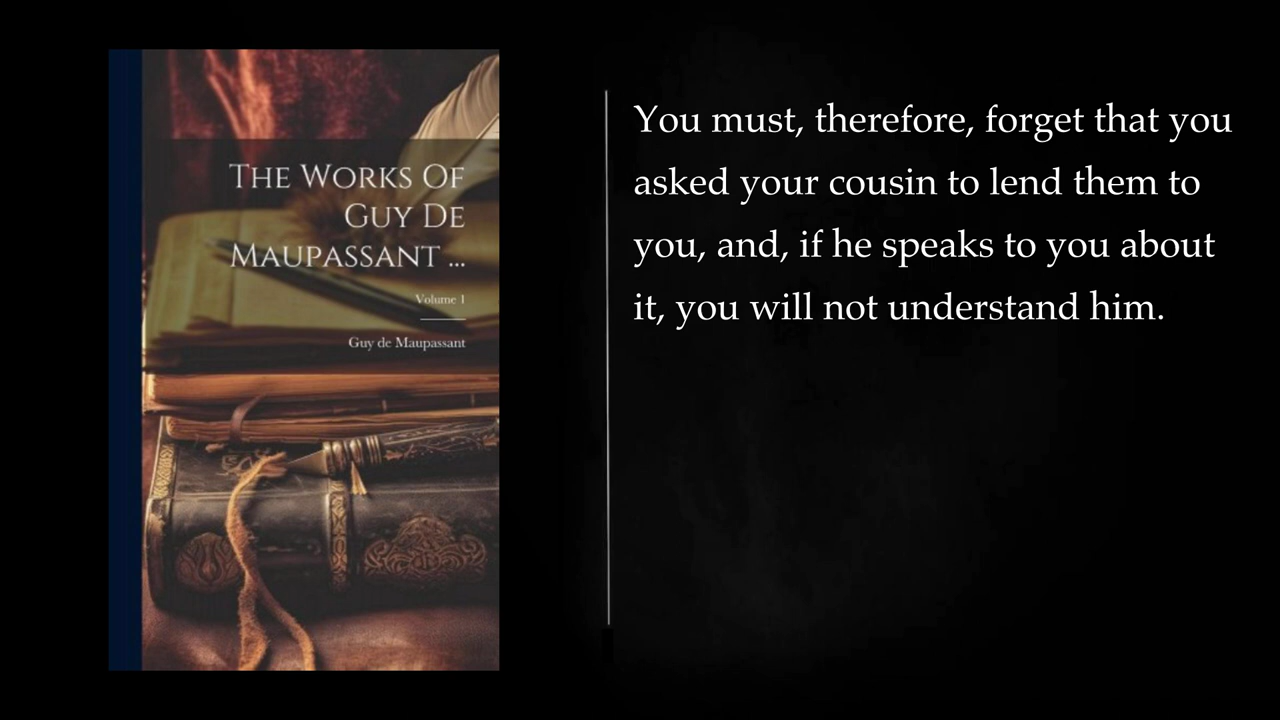 The Works Of
Guy De
Maupassant ...
Volume 1
Guy de Maupassant
You must, therefore, forget that you
asked your cousin to lend them to
you, and, if he speaks to you about
it, you will not understand him.